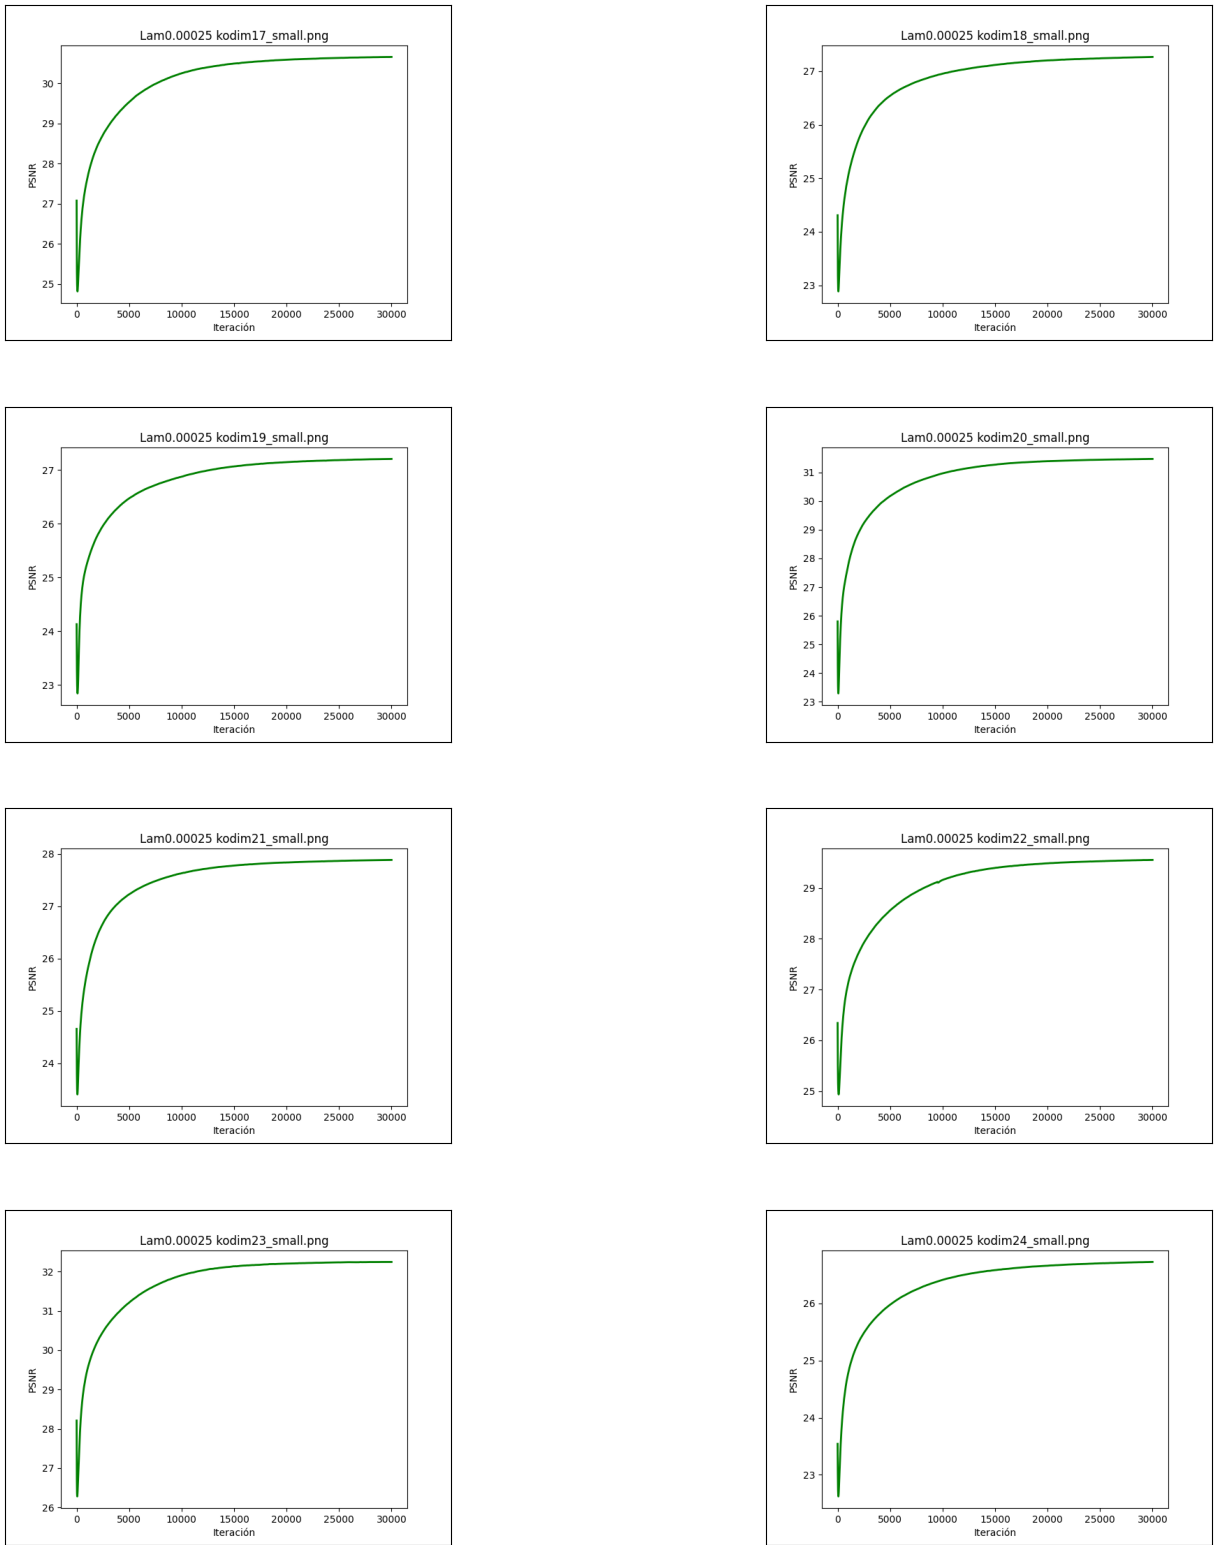 Lam0.00025 kodim17_small.png
30
29
28
27
26
25
PSNR
0 5000 10000 15000 20000 25000 30000
Iteración
Lam0.00025 kodim18_small.png
27
26
25
24
23
PSNR
0 5000 10000 15000 20000 25000 30000
Iteración
Lam0.00025 kodim19_small.png
27
26
25
24
23
PSNR
0 5000 10000 15000 20000 25000 30000
Iteración
Lam0.00025 kodim20_small.png
31
30
29
28
27
26
25
24
23
PSNR
0 5000 10000 15000 20000 25000 30000
Iteración
Lam0.00025 kodim21_small.png
28
27
26
25
24
PSNR
0 5000 10000 15000 20000 25000 30000
Iteración
Lam0.00025 kodim22_small.png
29
28
27
26
25
PSNR
0 5000 10000 15000 20000 25000 30000
Iteración
Lam0.00025 kodim23_small.png
32
31
30
29
28
27
26
PSNR
0 5000 10000 15000 20000 25000 30000
Iteración
Lam0.00025 kodim24_small.png
26
25
24
23
PSNR
0 5000 10000 15000 20000 25000 30000
Iteración